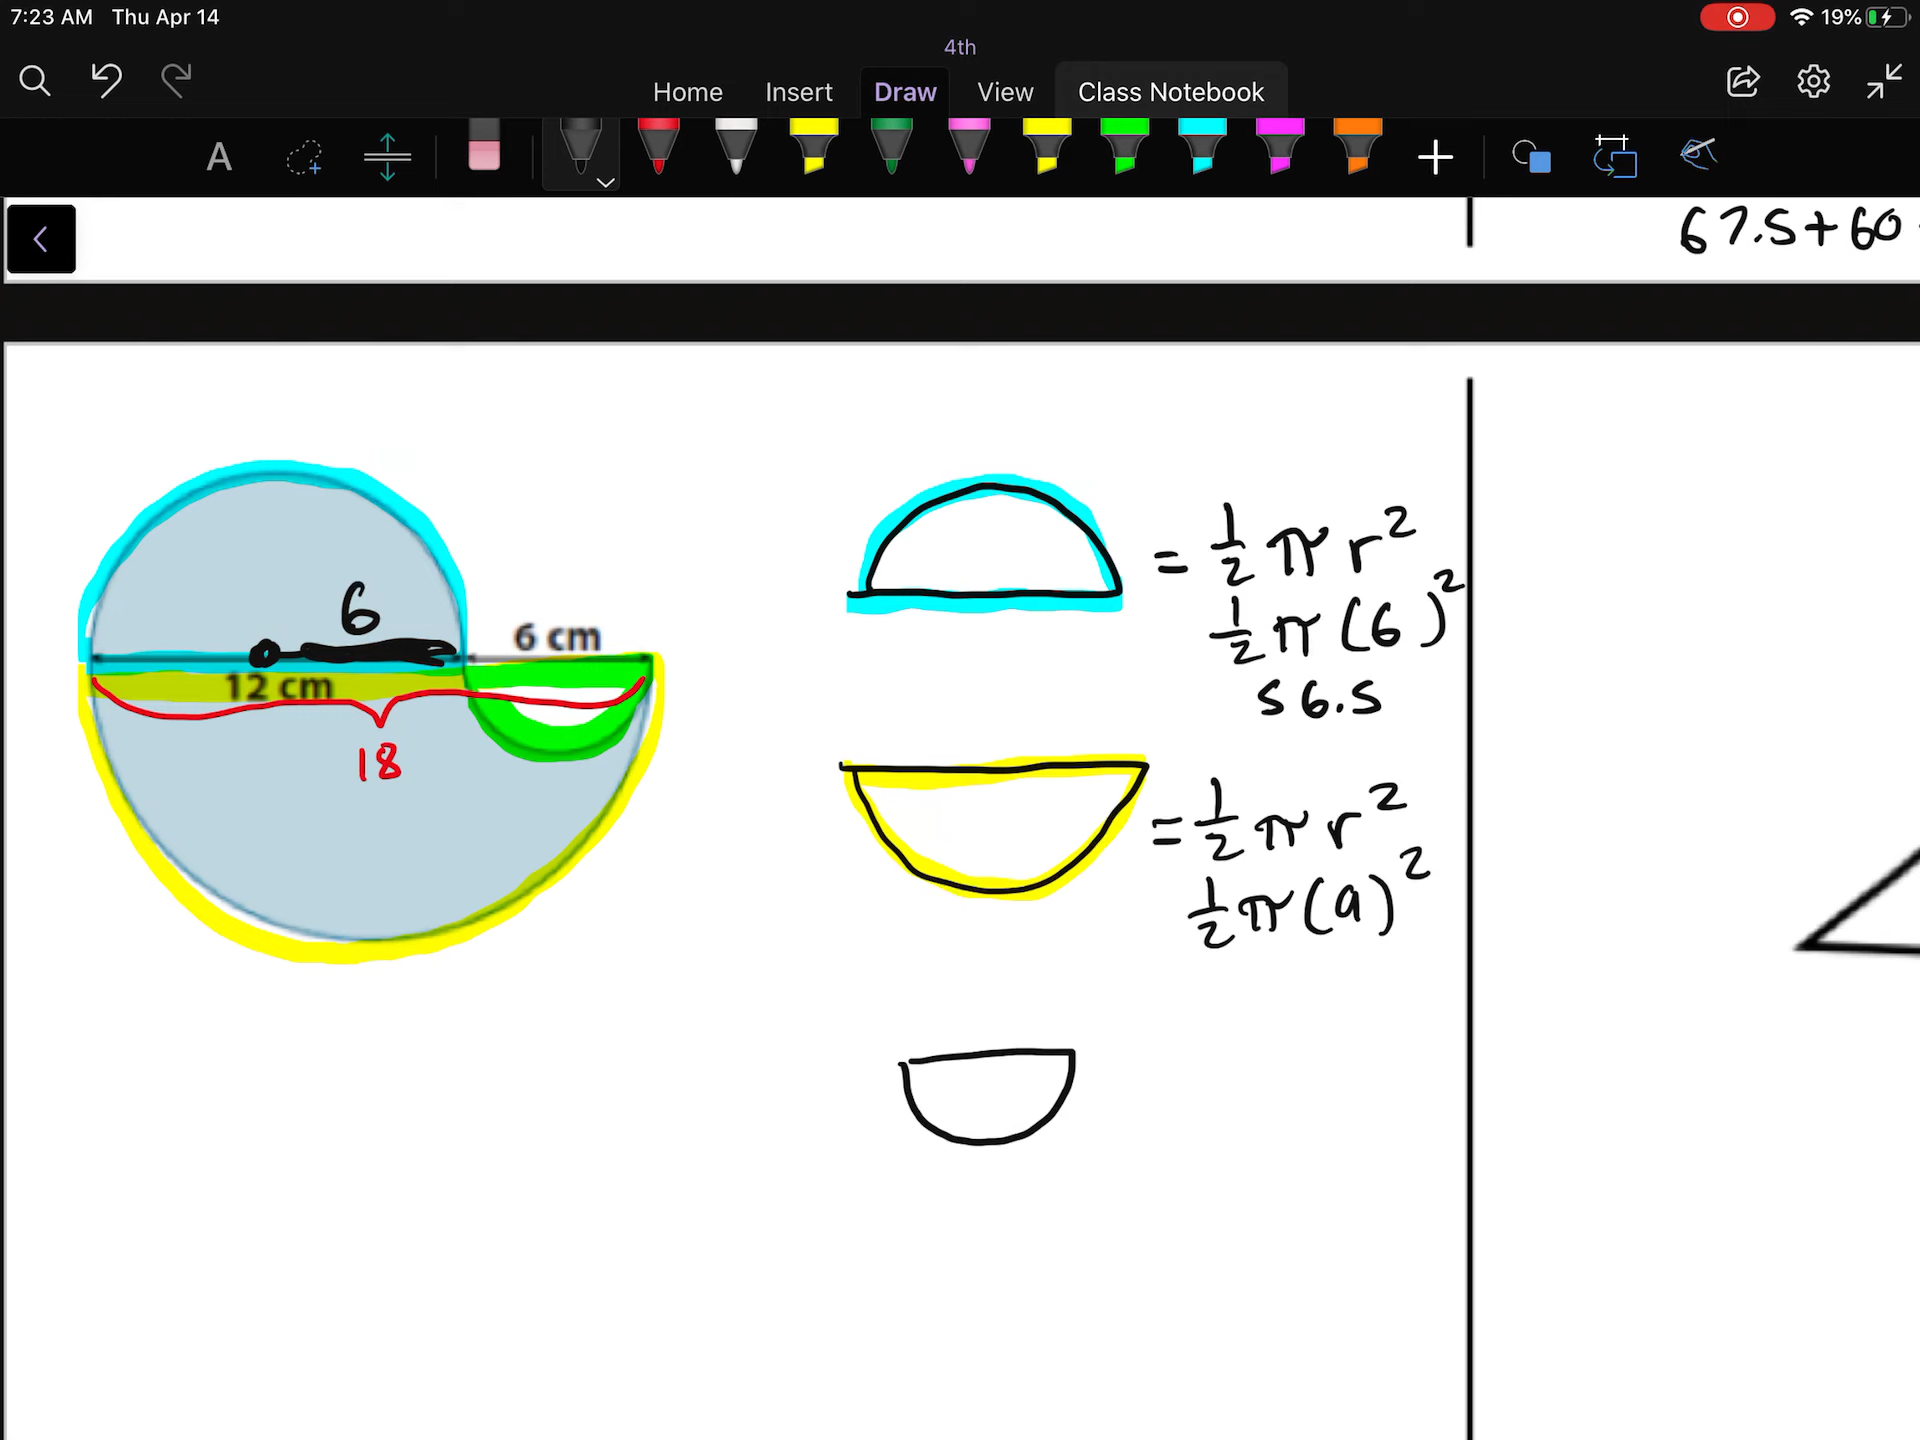 7:23 AM Thu Apr 14
19%
4th
Home Insert Draw View Class Notebook
A
67.5+60
6
6 cm
12 cm
18
= 1/2 π r²
1/2 π (6)²
56.5
= 1/2 π r²
1/2 π (9)²